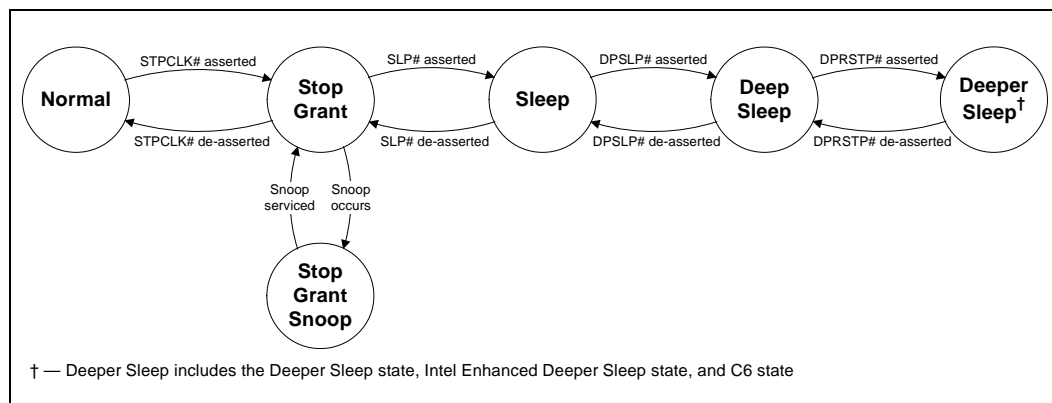 STPCLK# asserted
SLP# asserted
DPSLP# asserted
DPRSTP# asserted
Normal
Stop
Grant
Sleep
Deep
Sleep
Deeper
Sleep†
STPCLK# de-asserted
SLP# de-asserted
DPSLP# de-asserted
DPRSTP# de-asserted
Snoop
serviced
Snoop
occurs
Stop
Grant
Snoop
† — Deeper Sleep includes the Deeper Sleep state, Intel Enhanced Deeper Sleep state, and C6 state